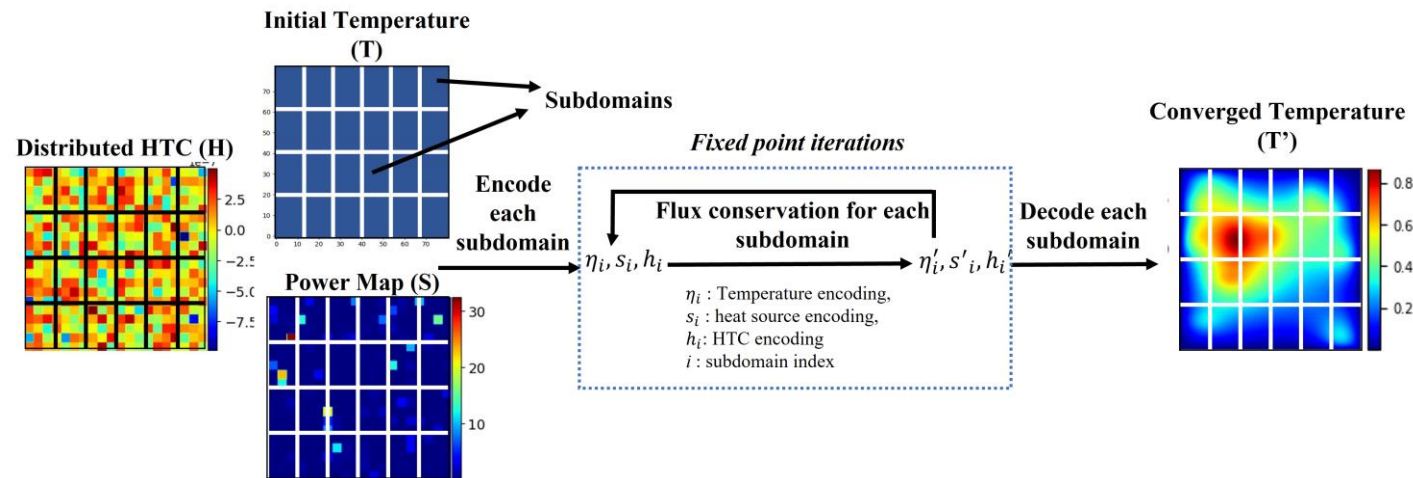 Initial Temperature
(T)
70
60
50
40
30
20
10
0
0 10 20 30 40 50 60 70
Subdomains
Distributed HTC (H)
2.5
0.0
−2.5
−5.0
−7.5
Power Map (S)
30
20
10
Encode
each
subdomain
Fixed point iterations
Flux conservation for each
subdomain
ηᵢ, sᵢ, hᵢ
ηᵢ′, s′ᵢ, hᵢ′
ηᵢ : Temperature encoding,
sᵢ : heat source encoding,
hᵢ: HTC encoding
i : subdomain index
Decode each
subdomain
Converged Temperature
(T’)
0.8
0.6
0.4
0.2